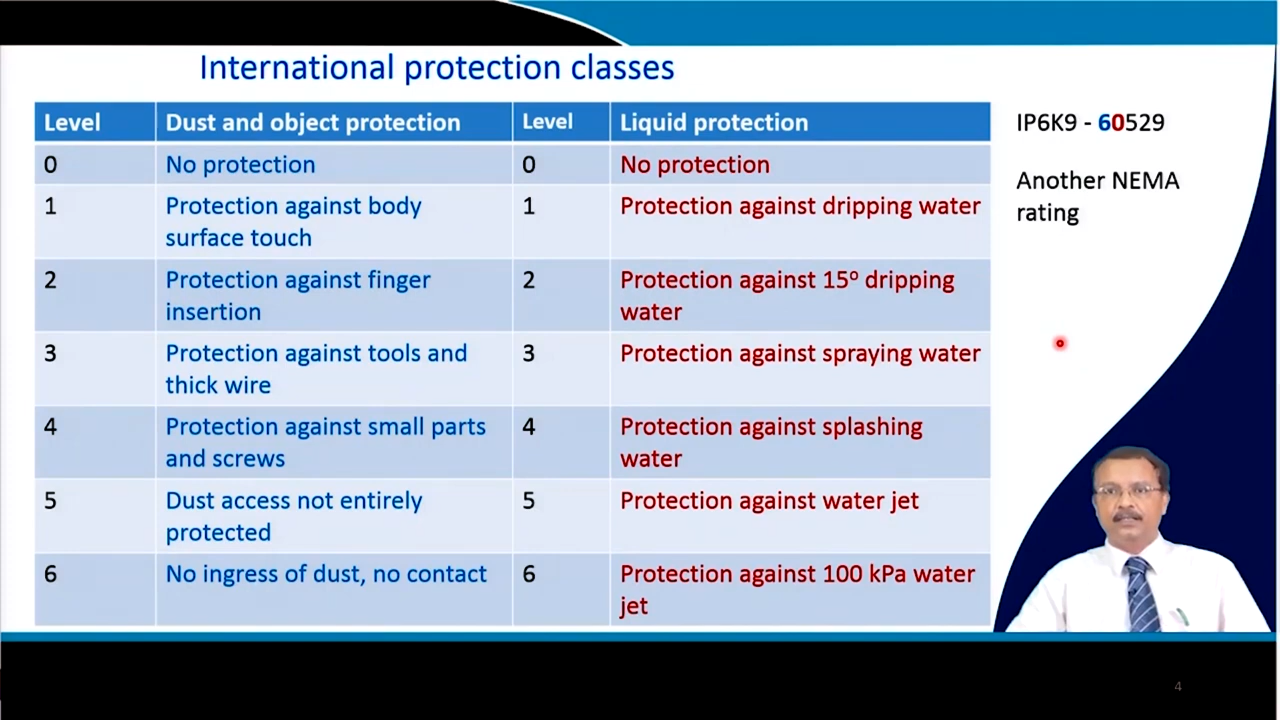 International protection classes
Level Dust and object protection Level Liquid protection
0 No protection 0 No protection
1 Protection against body 1 Protection against dripping water
surface touch
2 Protection against finger 2 Protection against 15º dripping
insertion water
3 Protection against tools and 3 Protection against spraying water
thick wire
4 Protection against small parts 4 Protection against splashing
and screws water
5 Dust access not entirely 5 Protection against water jet
protected
6 No ingress of dust, no contact 6 Protection against 100 kPa water
jet
IP6K9 - 60529
Another NEMA
rating
4